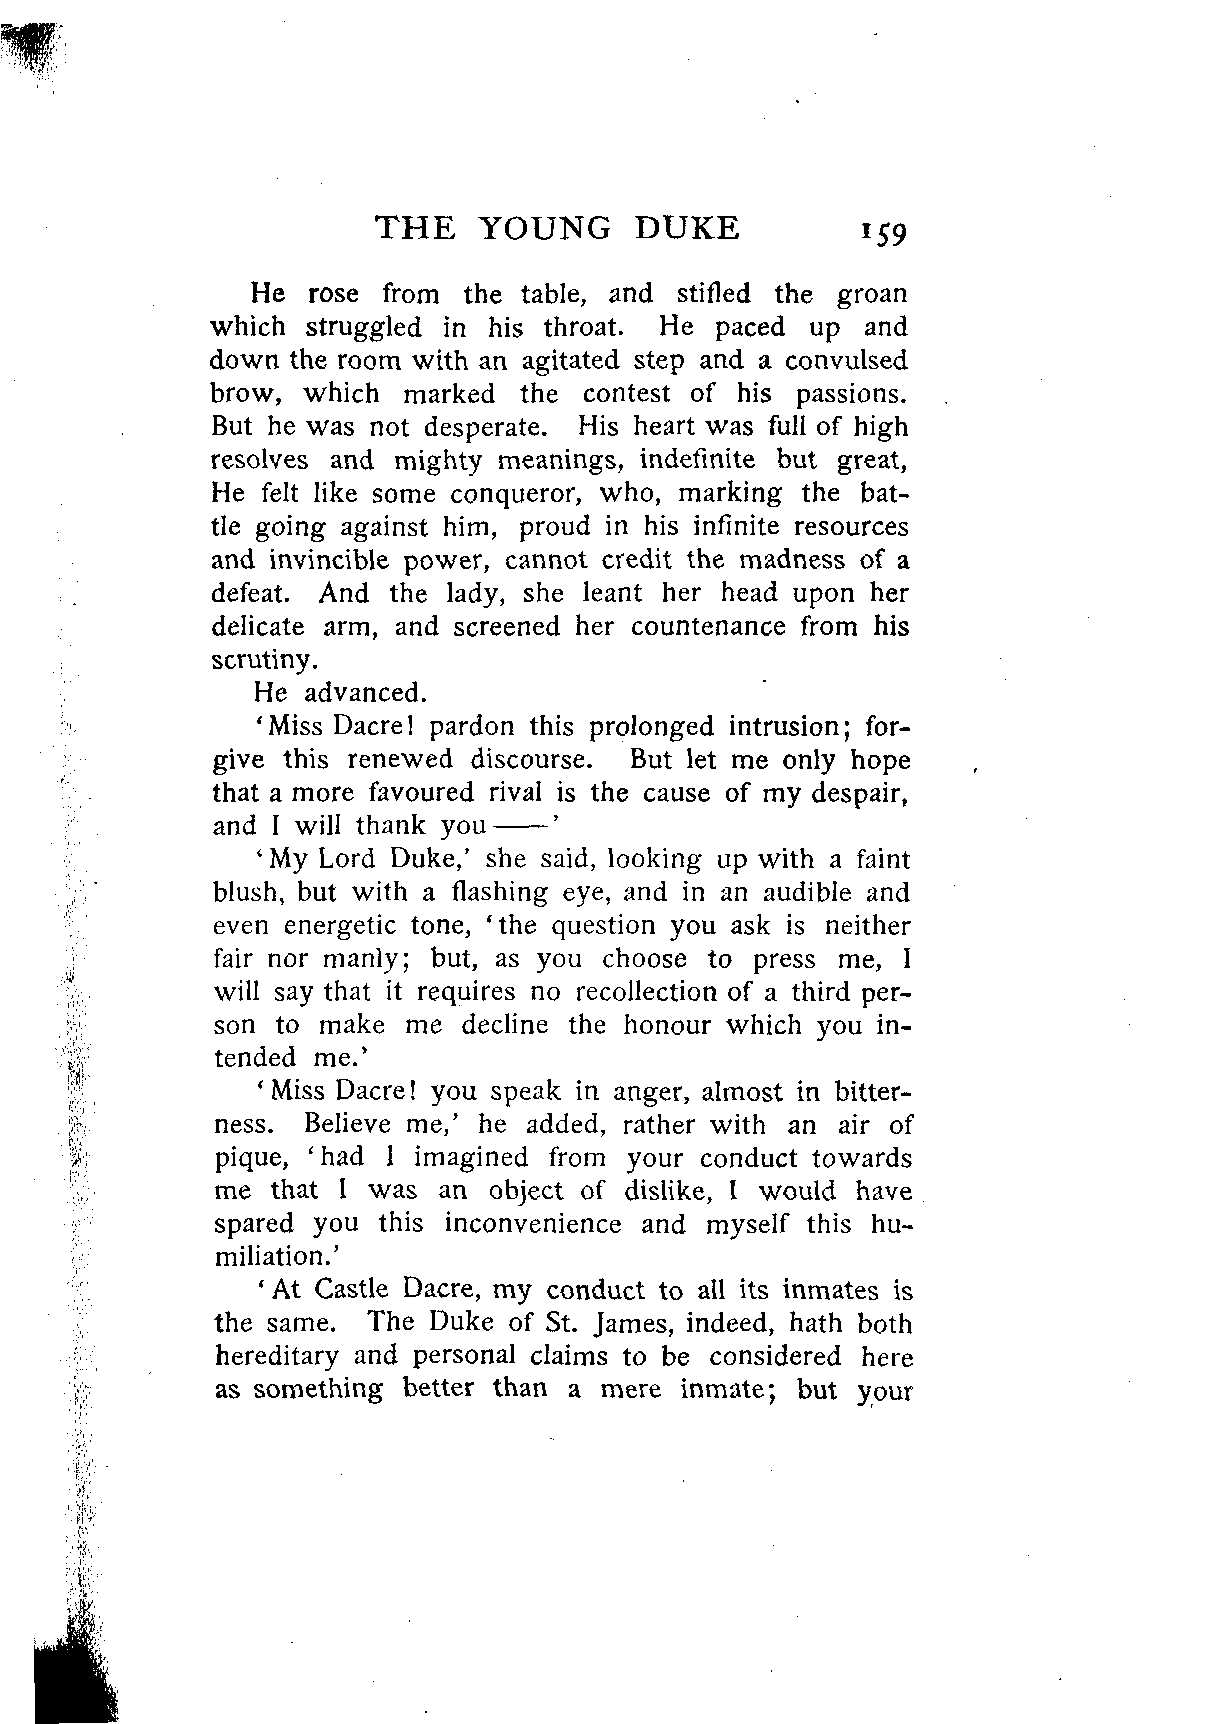 THE YOUNG DUKE 159
He rose from the table, and stifled the groan
which struggled in his throat. He paced up and
down the room with an agitated step and a convulsed
brow, which marked the contest of his passions.
But he was not desperate. His heart was full of high
resolves and mighty meanings, indefinite but great,
He felt like some conqueror, who, marking the bat-
tle going against him, proud in his infinite resources
and invincible power, cannot credit the madness of a
defeat. And the lady, she leant her head upon her
delicate arm, and screened her countenance from his
scrutiny.
He advanced.
‘Miss Dacre! pardon this prolonged intrusion; for-
give this renewed discourse. But let me only hope
that a more favoured rival is the cause of my despair,
and I will thank you——’
‘My Lord Duke,’ she said, looking up with a faint
blush, but with a flashing eye, and in an audible and
even energetic tone, ‘the question you ask is neither
fair nor manly; but, as you choose to press me, I
will say that it requires no recollection of a third per-
son to make me decline the honour which you in-
tended me.’
‘Miss Dacre! you speak in anger, almost in bitter-
ness. Believe me,’ he added, rather with an air of
pique, ‘had I imagined from your conduct towards
me that I was an object of dislike, I would have
spared you this inconvenience and myself this hu-
miliation.’
‘At Castle Dacre, my conduct to all its inmates is
the same. The Duke of St. James, indeed, hath both
hereditary and personal claims to be considered here
as something better than a mere inmate; but your